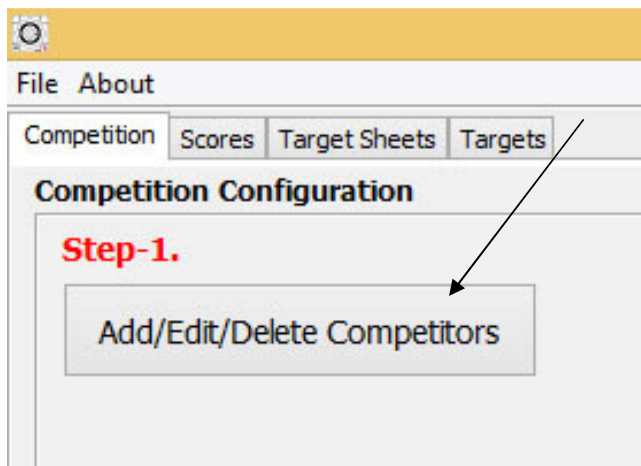 File About
Competition Scores Target Sheets Targets
Competition Configuration
Step-1.
Add/Edit/Delete Competitors